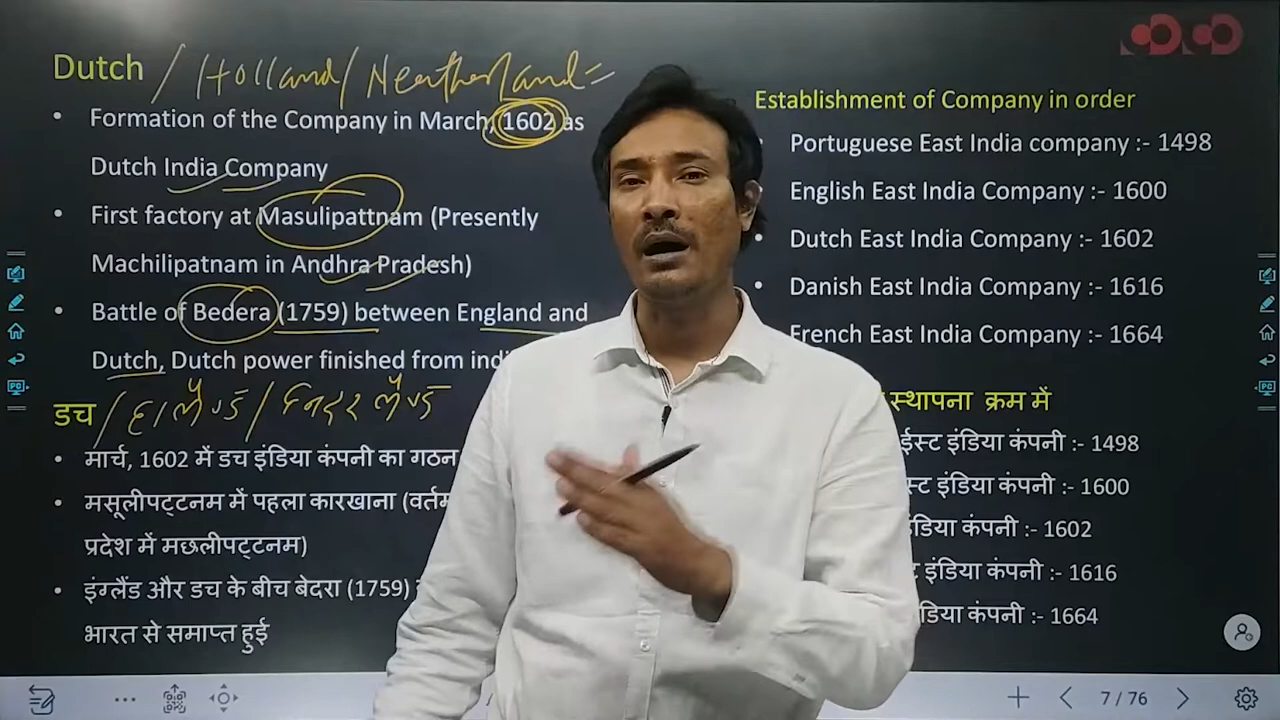 Dutch / Holland / Neatherland =
Formation of the Company in March, 1602 as
Dutch India Company
First factory at Masulipattnam (Presently
Machilipatnam in Andhra Pradesh)
Battle of Bedera (1759) between England and
Dutch, Dutch power finished from
डच / हालैण्ड / निदरलैण्ड
मार्च, 1602 में डच इंडिया कंपनी का गठन
मसूलीपट्टनम में पहला कारखाना
प्रदेश में मछलीपट्टनम)
इंग्लैंड और डच के बीच बेदरा (1759)
भारत से समाप्त हुई
Establishment of Company in order
Portuguese East India company :- 1498
English East India Company :- 1600
Dutch East India Company :- 1602
Danish East India Company :- 1616
French East India Company :- 1664
स्थापना क्रम में
ईस्ट इंडिया कंपनी :- 1498
इंडिया कंपनी :- 1600
कंपनी :- 1602
इंडिया कंपनी :- 1616
कंपनी :- 1664
7 / 76